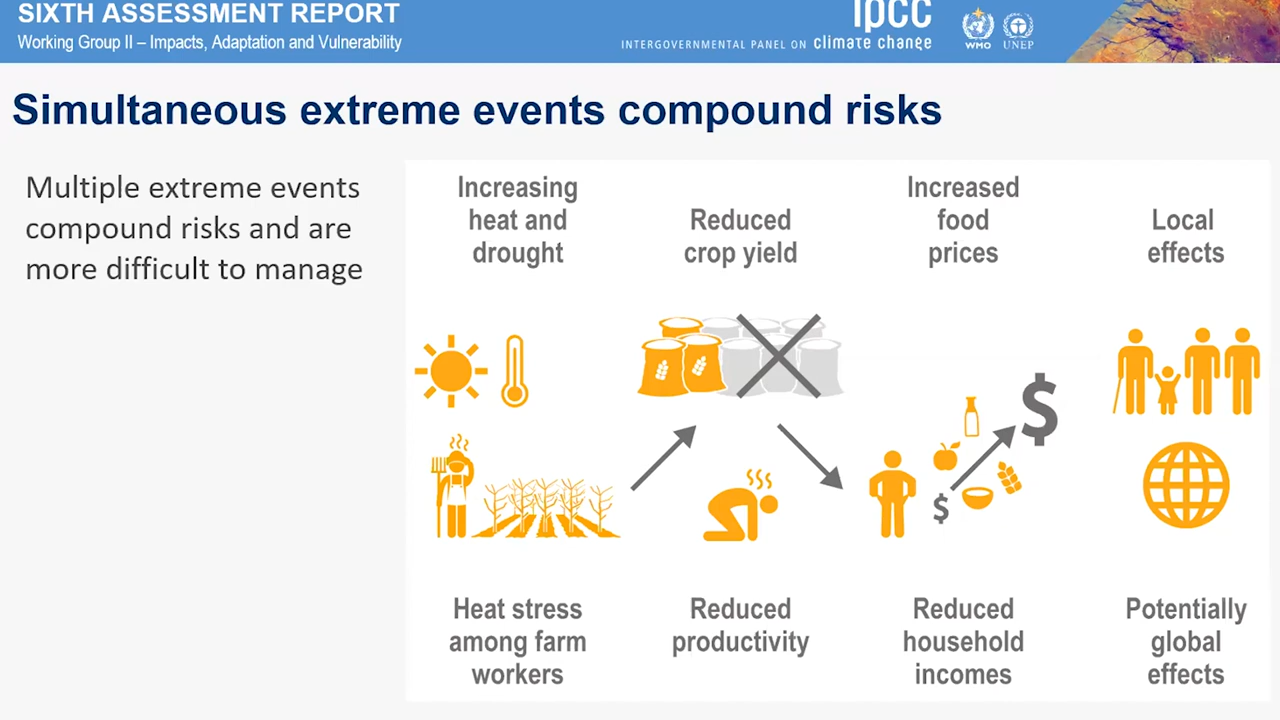 SIXTH ASSESSMENT REPORT
Working Group II – Impacts, Adaptation and Vulnerability
ipcc
INTERGOVERNMENTAL PANEL ON climate change
WMO
UNEP
Simultaneous extreme events compound risks
Multiple extreme events
compound risks and are
more difficult to manage
Increasing
heat and
drought
Reduced
crop yield
Increased
food
prices
Local
effects
$
$
Heat stress
among farm
workers
Reduced
productivity
Reduced
household
incomes
Potentially
global
effects